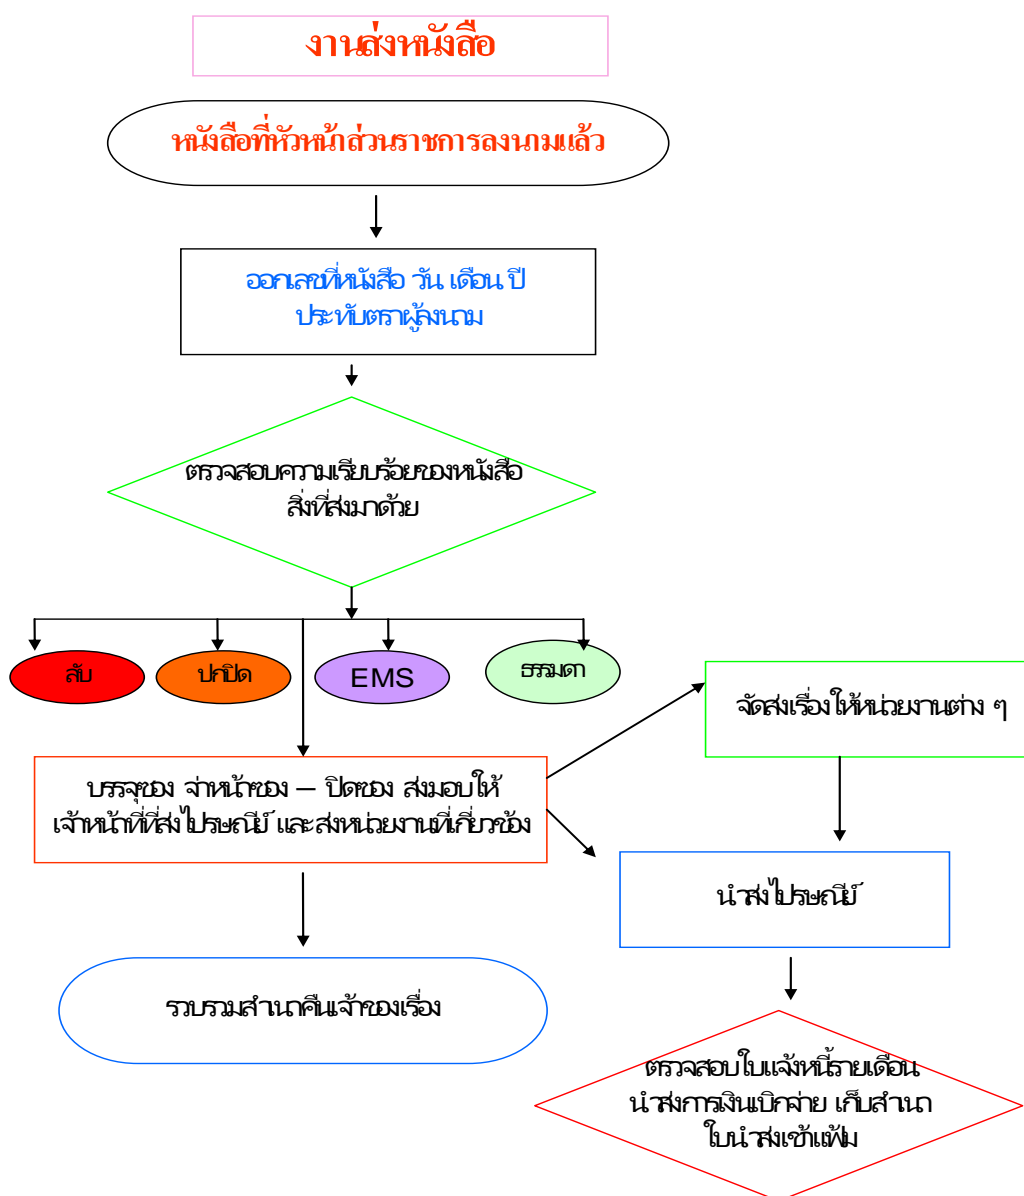 งานส่งหนังสือ
หนังสือที่หัวหน้าส่วนราชการลงนามแล้ว
ออกเลขที่หนังสือ วัน เดือน ปี
ประทับตราผู้ลงนาม
ตรวจสอบความเรียบร้อยของหนังสือ
สิ่งที่ส่งมาด้วย
ลับ
ปกปิด
EMS
ธรรมดา
จัดส่งเรื่องให้หน่วยงานต่าง ๆ
บรรจุซอง จ่าหน้าซอง – ปิดซอง ส่งมอบให้
เจ้าหน้าที่ที่ส่งไปรษณีย์ และส่งหน่วยงานที่เกี่ยวข้อง
นำส่งไปรษณีย์
รวบรวมสำเนาคืนเจ้าของเรื่อง
ตรวจสอบใบแจ้งหนี้รายเดือน
นำส่งการเงินเบิกจ่าย เก็บสำเนา
ใบนำส่งเข้าแฟ้ม